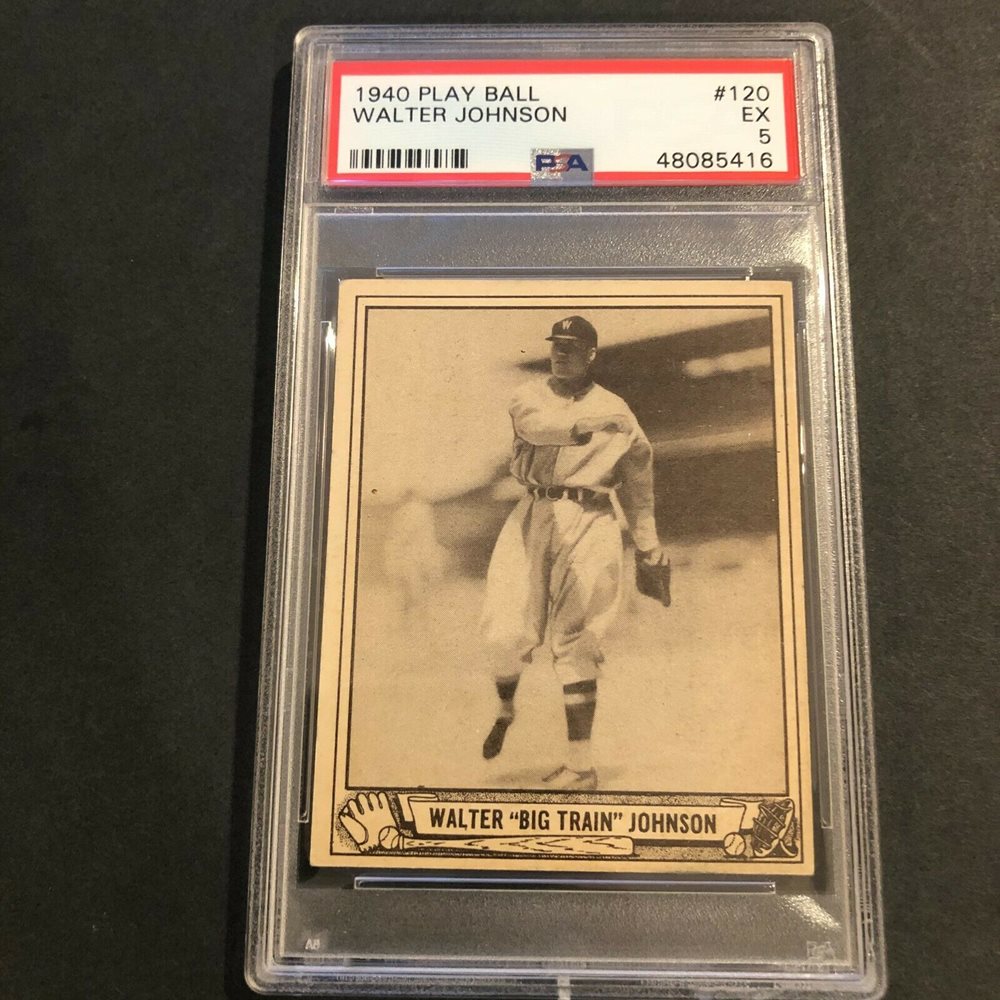 1940 PLAY BALL #120
WALTER JOHNSON EX
5
PSA 48085416
W
WALTER "BIG TRAIN" JOHNSON